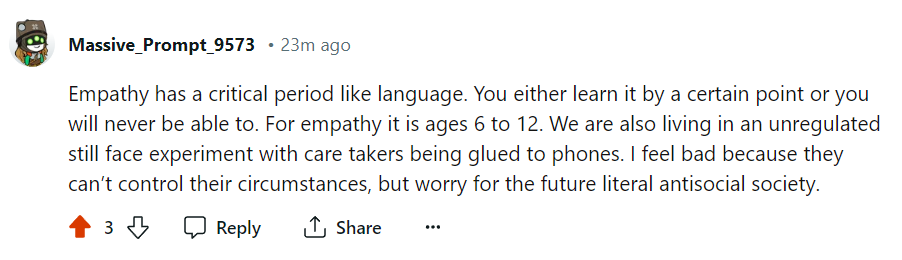 Massive_Prompt_9573 • 23m ago
Empathy has a critical period like language. You either learn it by a certain point or you
will never be able to. For empathy it is ages 6 to 12. We are also living in an unregulated
still face experiment with care takers being glued to phones. I feel bad because they
can’t control their circumstances, but worry for the future literal antisocial society.
3 Reply Share ...